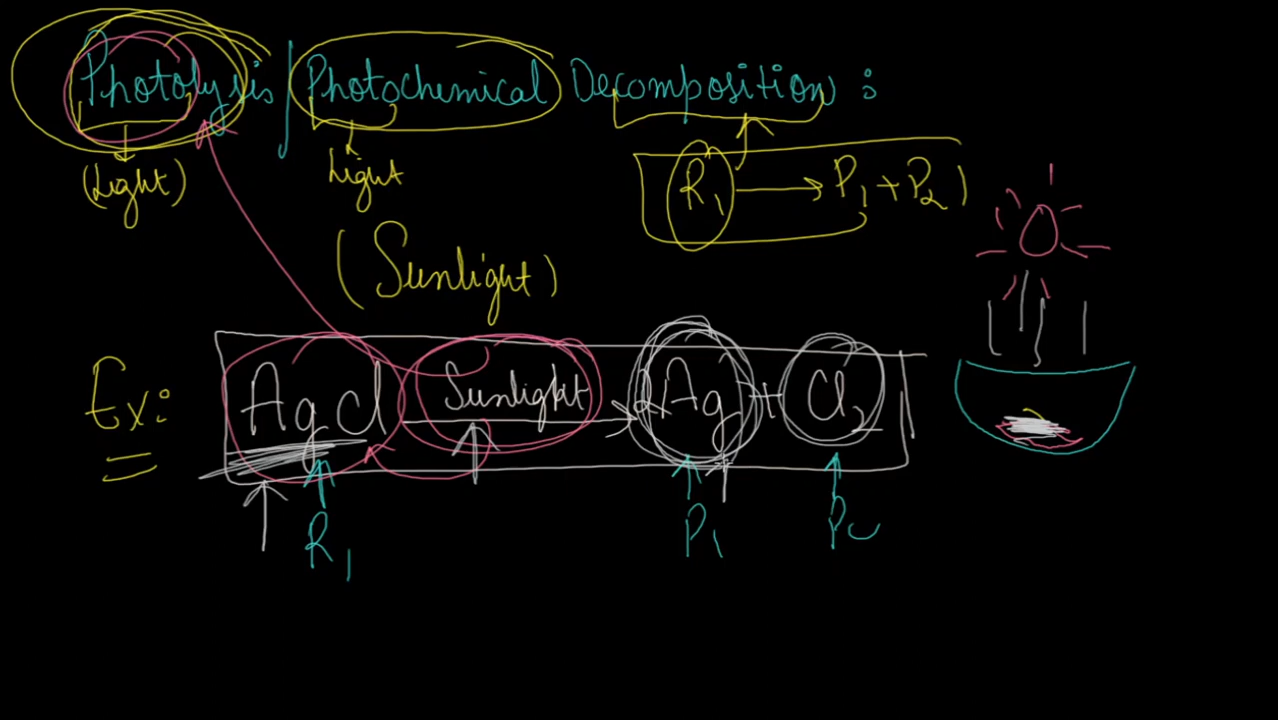 Photolysis / Photochemical Decomposition :
(Light) Light R1 → P1 + P2)
(Sunlight)
Ex: AgCl Sunlight → 2Ag + Cl2
R1 P1 P2